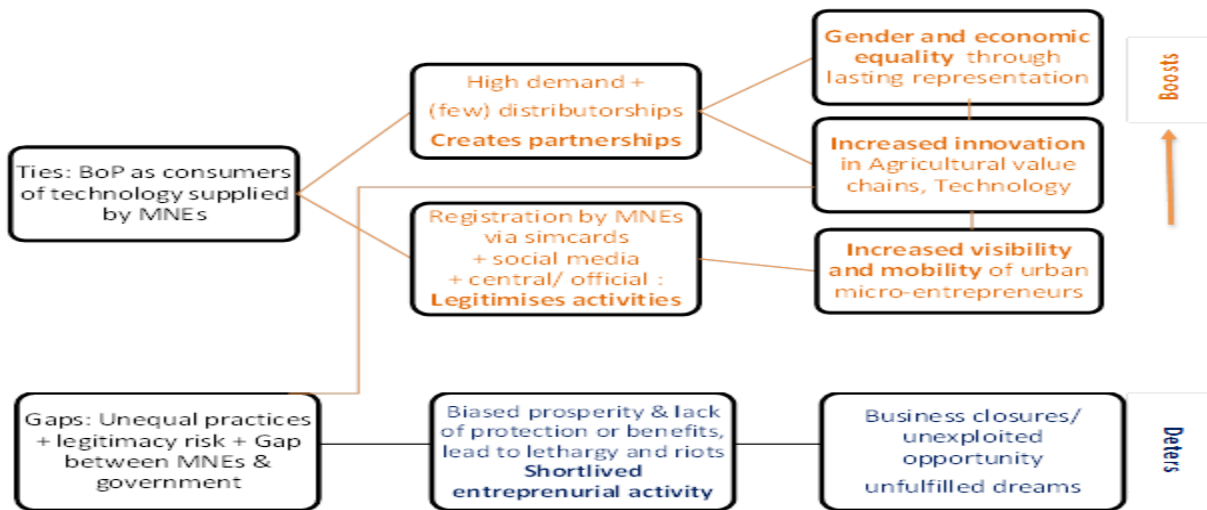 Ties: BoP as consumers
of technology supplied
by MNEs
High demand +
(few) distributorships
Creates partnerships
Registration by MNEs
via simcards
+ social media
+ central/ official :
Legitimises activities
Gender and economic
equality through
lasting representation
Increased innovation
in Agricultural value
chains, Technology
Increased visibility
and mobility of urban
micro-entrepreneurs
Boosts
Gaps: Unequal practices
+ legitimacy risk + Gap
between MNEs &
government
Biased prosperity & lack
of protection or benefits,
lead to lethargy and riots
Shortlived
entreprenurial activity
Business closures/
unexploited
opportunity
unfulfilled dreams
Deters